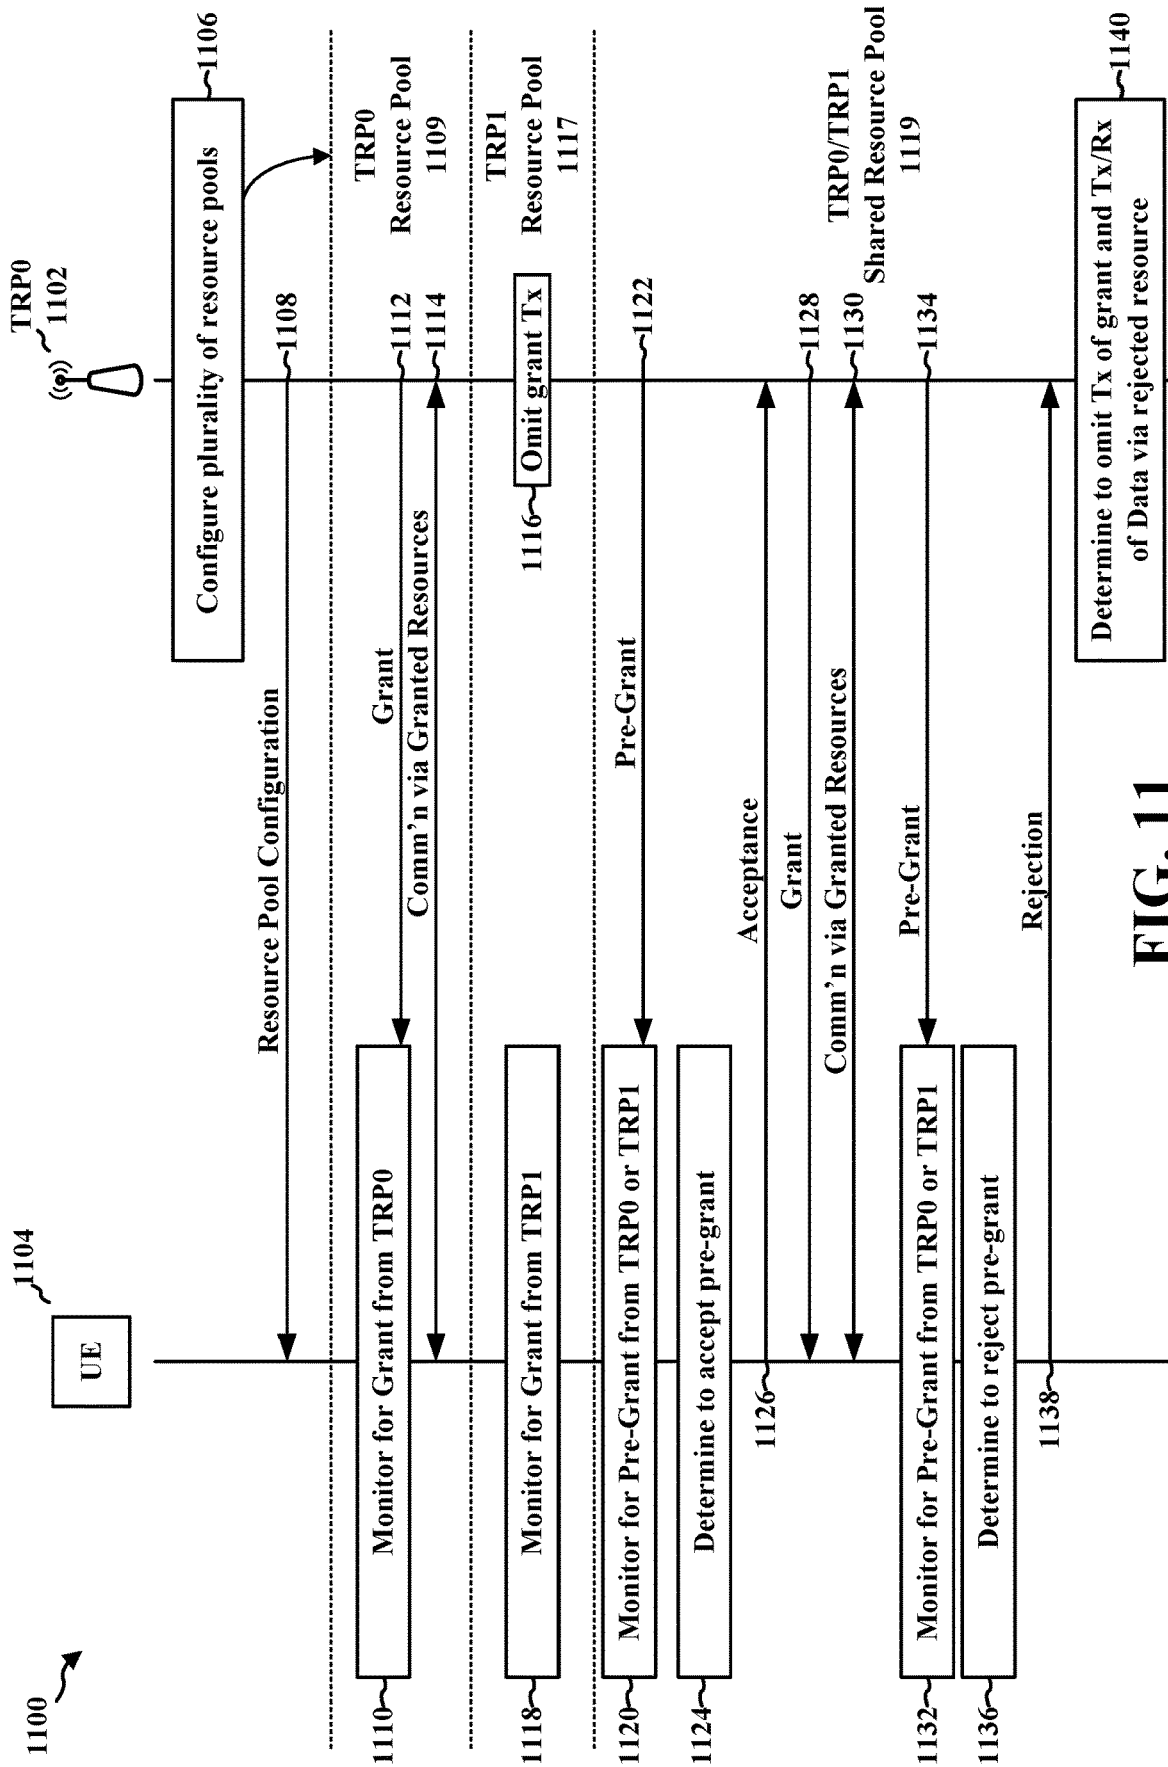 1100
UE
1104
TRP0
1102
Configure plurality of resource pools
1106
Resource Pool Configuration
1108
TRP0
Resource Pool
1109
1110
Monitor for Grant from TRP0
Grant
1112
Comm'n via Granted Resources
1114
TRP1
Resource Pool
1117
1118
Monitor for Grant from TRP1
1116
Omit grant Tx
1120
Monitor for Pre-Grant from TRP0 or TRP1
Pre-Grant
1122
1124
Determine to accept pre-grant
1126
Acceptance
Grant
1128
Comm'n via Granted Resources
1130
TRP0/TRP1
Shared Resource Pool
1119
1132
Monitor for Pre-Grant from TRP0 or TRP1
Pre-Grant
1134
1136
Determine to reject pre-grant
1138
Rejection
Determine to omit Tx of grant and Tx/Rx
of Data via rejected resource
1140
FIG. 11